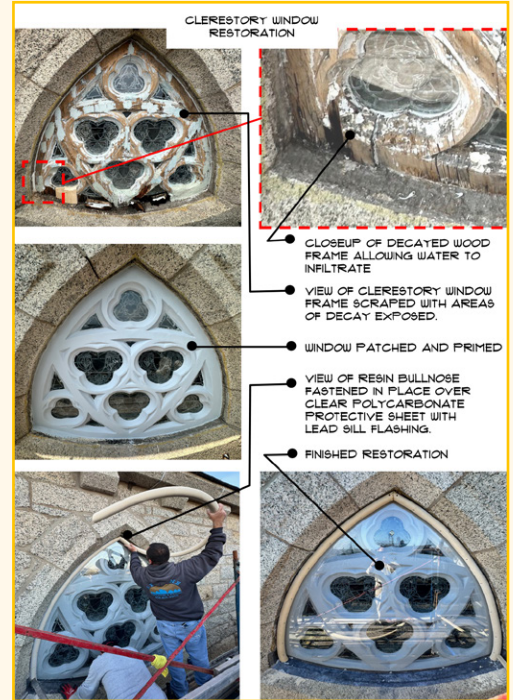 CLERESTORY WINDOW
RESTORATION
CLOSEUP OF DECAYED WOOD
FRAME ALLOWING WATER TO
INFILTRATE
VIEW OF CLERESTORY WINDOW
FRAME SCRAPED WITH AREAS
OF DECAY EXPOSED.
WINDOW PATCHED AND PRIMED
VIEW OF RESIN BULLNOSE
FASTENED IN PLACE OVER
CLEAR POLYCARBONATE
PROTECTIVE SHEET WITH
LEAD SILL FLASHING.
FINISHED RESTORATION